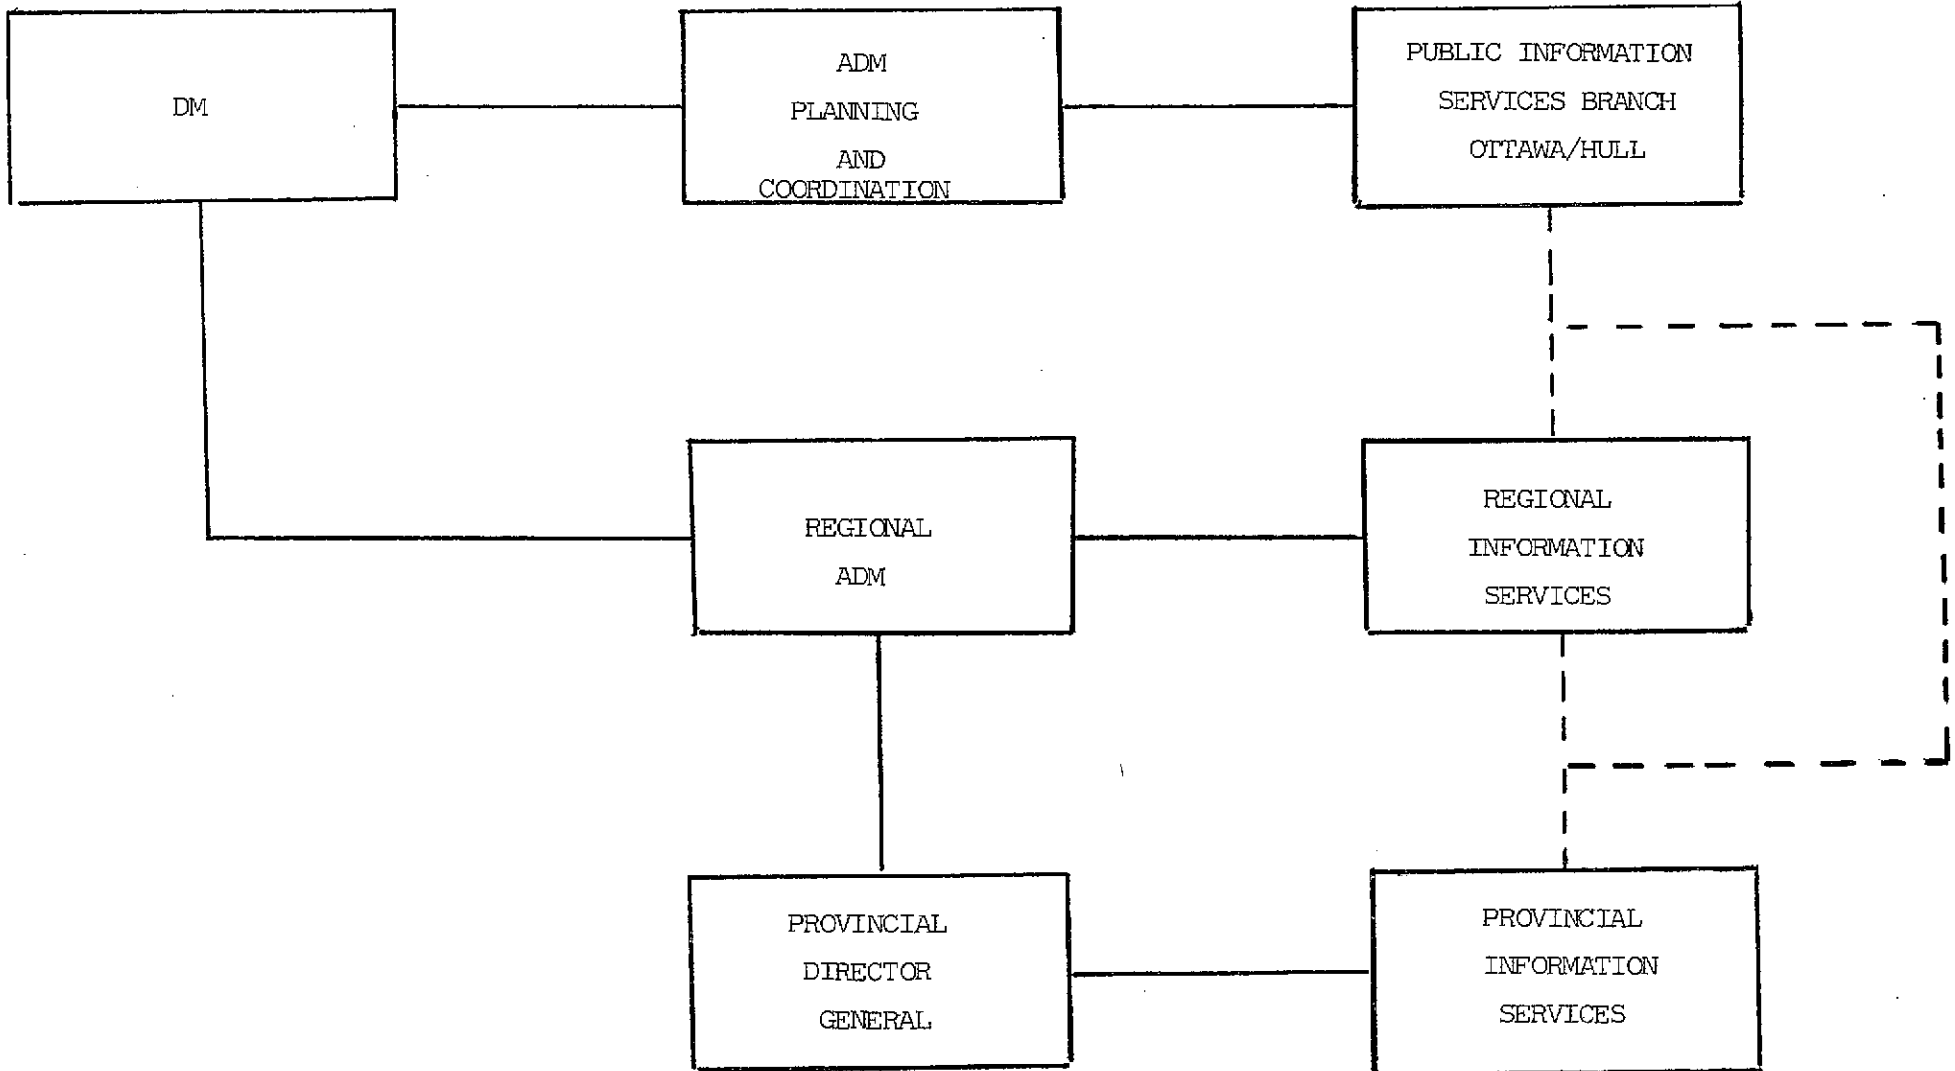 DM
ADM
PLANNING
AND
COORDINATION
PUBLIC INFORMATION
SERVICES BRANCH
OTTAWA/HULL
REGIONAL
ADM
REGIONAL
INFORMATION
SERVICES
PROVINCIAL
DIRECTOR
GENERAL
PROVINCIAL
INFORMATION
SERVICES